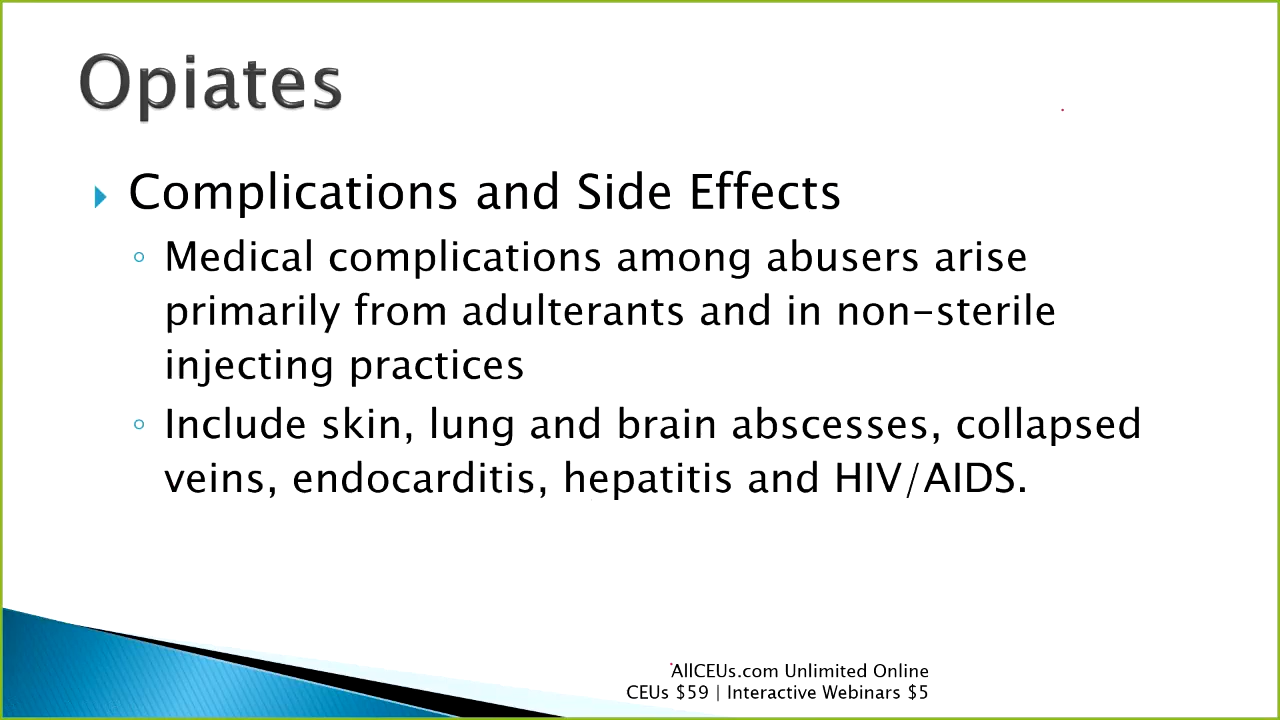 Opiates
Complications and Side Effects
Medical complications among abusers arise
primarily from adulterants and in non-sterile
injecting practices
Include skin, lung and brain abscesses, collapsed
veins, endocarditis, hepatitis and HIV/AIDS.
AllCEUs.com Unlimited Online
CEUs $59 | Interactive Webinars $5